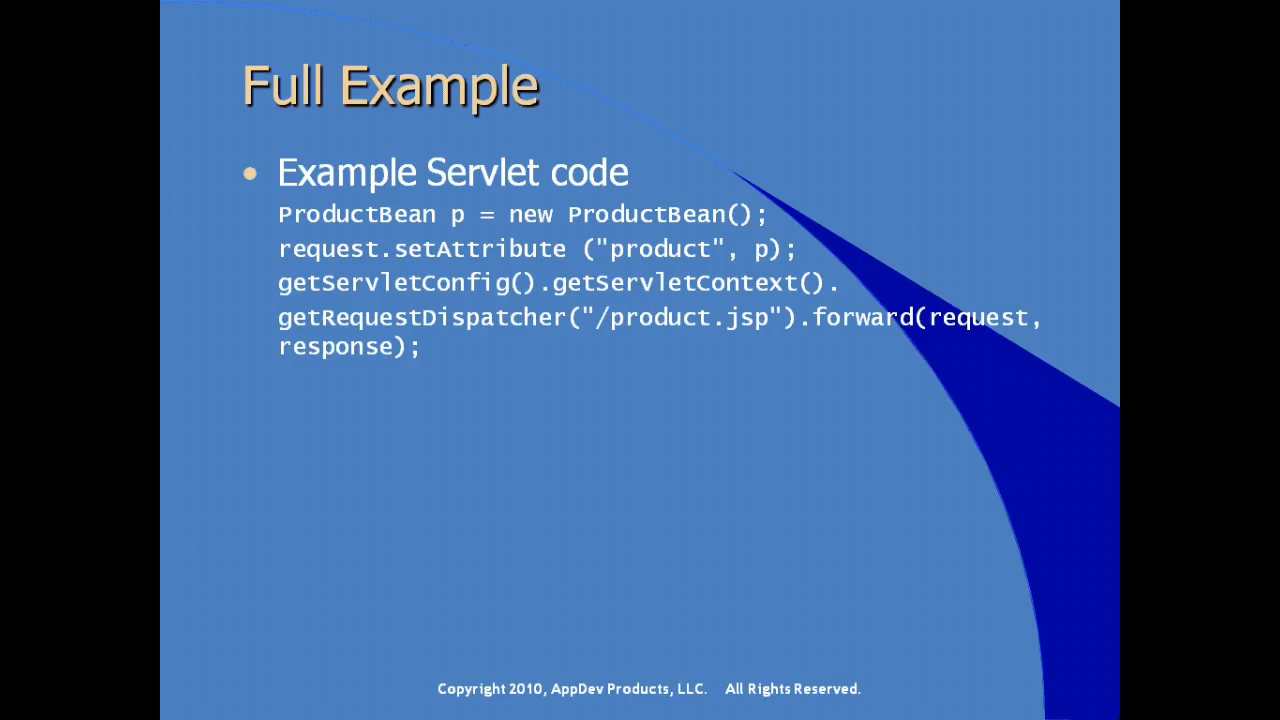 Full Example
• Example Servlet code
ProductBean p = new ProductBean();
request.setAttribute ("product", p);
getServletConfig().getServletContext().
getRequestDispatcher("/product.jsp").forward(request,
response);
Copyright 2010, AppDev Products, LLC. All Rights Reserved.